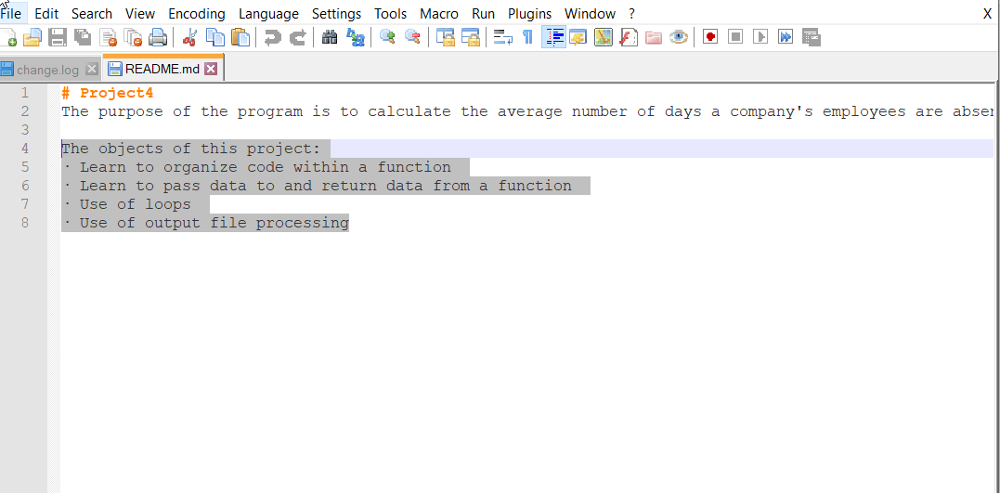 File Edit Search View Encoding Language Settings Tools Macro Run Plugins Window ? X
change.log README.md
1 # Project4
2 The purpose of the program is to calculate the average number of days a company's employees are
3
4 The objects of this project:
5 · Learn to organize code within a function
6 · Learn to pass data to and return data from a function
7 · Use of loops
8 · Use of output file processing